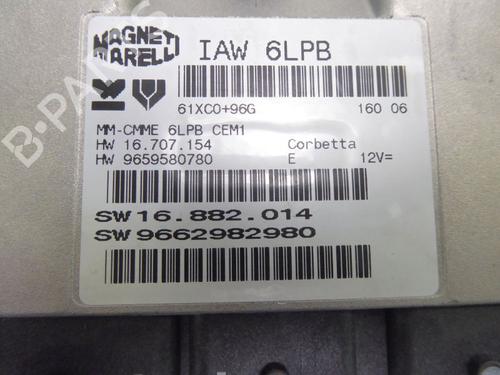 MAGNETI MARELLI
IAW 6LPB
61XC0+96G 160 06
MM-CMME 6LPB CEM1
HW 16.707.154 Corbetta
HW 9659580780 E 12V=
SW 16.882.014
SW 9662982980
B-PARTS